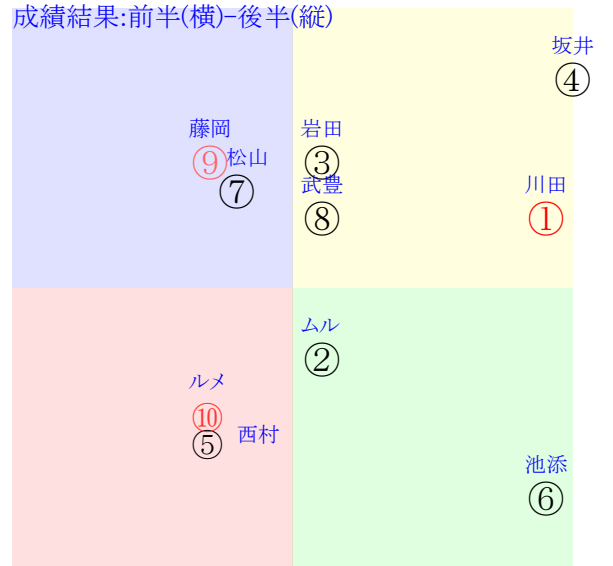 成績結果:前半(横)−後半(縦)
坂井
④
藤岡
⑨
松山
⑦
岩田
③
武豊
⑧
川田
①
ムル
②
ルメ
⑩
⑤
西村
池添
⑥